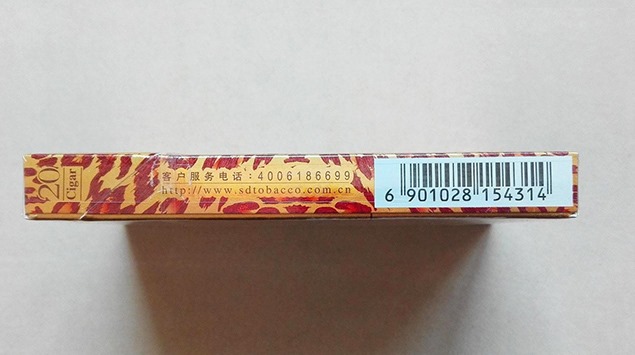 20
Cigar
客户服务电话:4006186699
http://www.sdtobacco.com.cn
6 901028 154314